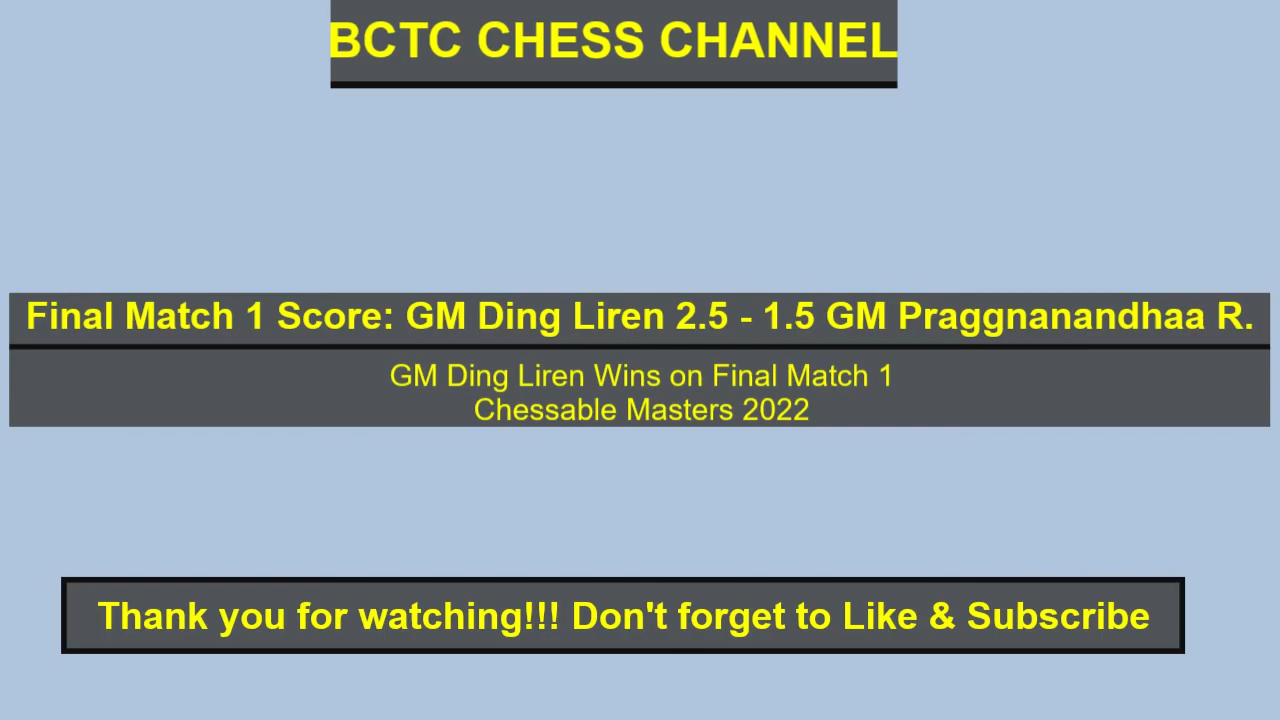 BCTC CHESS CHANNEL
Final Match 1 Score: GM Ding Liren 2.5 - 1.5 GM Praggnanandhaa R.
GM Ding Liren Wins on Final Match 1
Chessable Masters 2022
Thank you for watching!!! Don't forget to Like & Subscribe